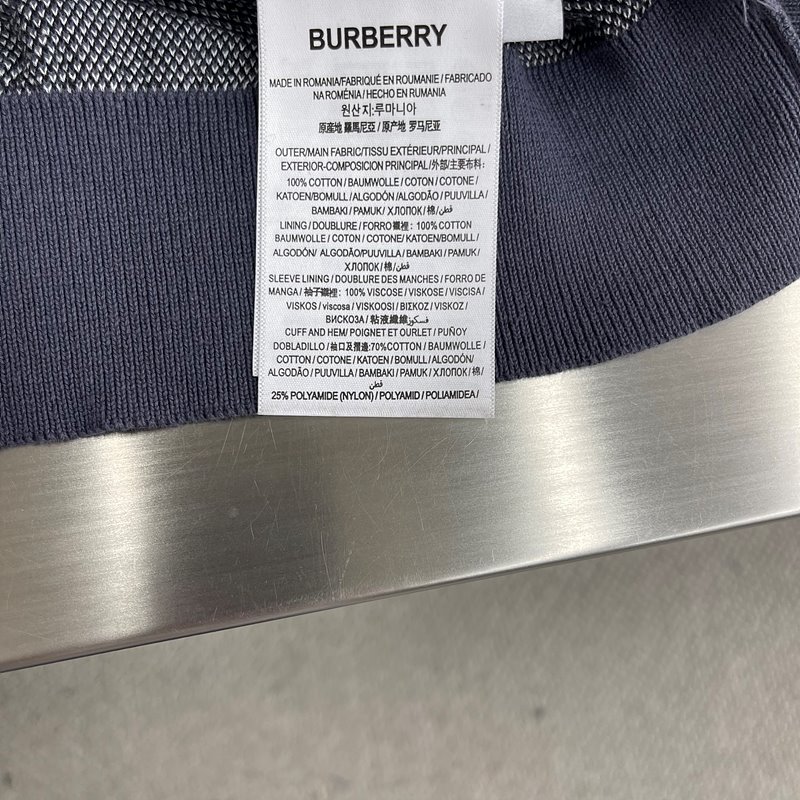 BURBERRY
MADE IN ROMANIA/FABRIQUÉ EN ROUMANIE / FABRICADO
NA ROMÉNIA / HECHO EN RUMANIA
원산지:루마니아
原産地 羅馬尼亞 / 原产地 罗马尼亚
OUTER/MAIN FABRIC/TISSU EXTÉRIEUR/PRINCIPAL /
EXTERIOR-COMPOSICION PRINCIPAL/外部/主要布料:
100% COTTON / BAUMWOLLE / COTON / COTONE /
KATOEN/BOMULL / ALGODÓN/ ALGODÃO / PUUVILLA /
BAMBAKI / PAMUK / ХЛОПОК / 棉/قطن
LINING / DOUBLURE / FORRO 襯裡: 100% COTTON
BAUMWOLLE / COTON / COTONE/ KATOEN/BOMULL /
ALGODÓN/ ALGODÃO/PUUVILLA / BAMBAKI / PAMUK /
ХЛОПОК / 棉/قطن
SLEEVE LINING / DOUBLURE DES MANCHES / FORRO DE
MANGA / 袖子襯裡: 100% VISCOSE / VISKOSE / VISCISA /
VISKOS / viscosa / VISKOOSI / ΒΙΣΚΟΖ / VISKOZ /
ВИСКОЗА / 粘液纖維/فسكوز
CUFF AND HEM/ POIGNET ET OURLET / PUÑOY
DOBLADILLO / 袖口及摺邊:70%COTTON / BAUMWOLLE /
COTTON / COTONE / KATOEN / BOMULL / ALGODÓN/
ALGODÃO / PUUVILLA / BAMBAKI / PAMUK / ХЛОПОК / 棉/
قطن
25% POLYAMIDE (NYLON) / POLYAMID / POLIAMIDEA /